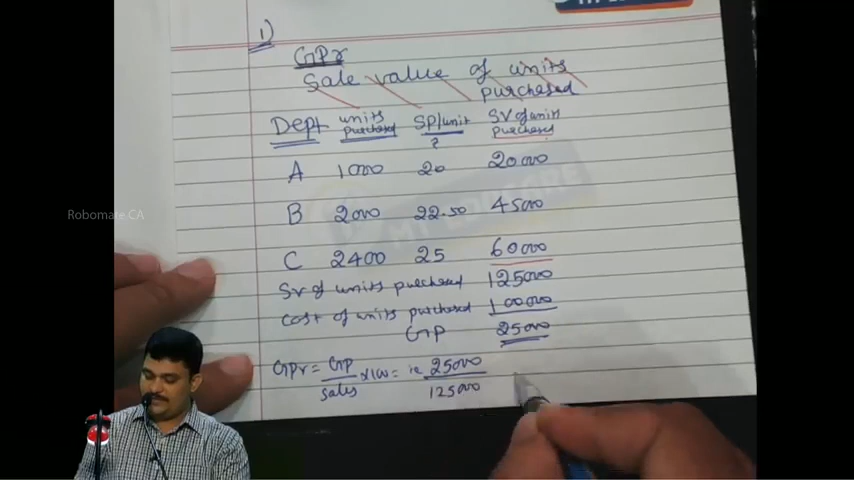 1)
GPr
Sale value of units
purchased
Dept units purchased SP/unit SV of units purchased
?
A 1000 20 20000
B 2000 22.50 45000
C 2400 25 60000
SV of units purchased 125000
Cost of units purchased 100000
GP 25000
GPr = GP/Sales x100 = ie 25000/125000
Robomate.CA